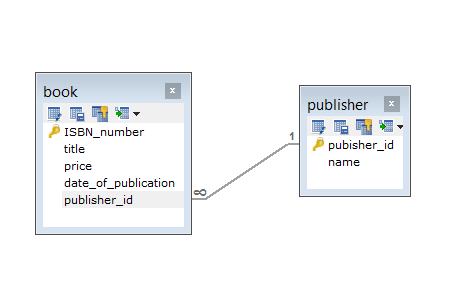 book
ISBN_number
title
price
date_of_publication
publisher_id
∞
1
publisher
pubisher_id
name